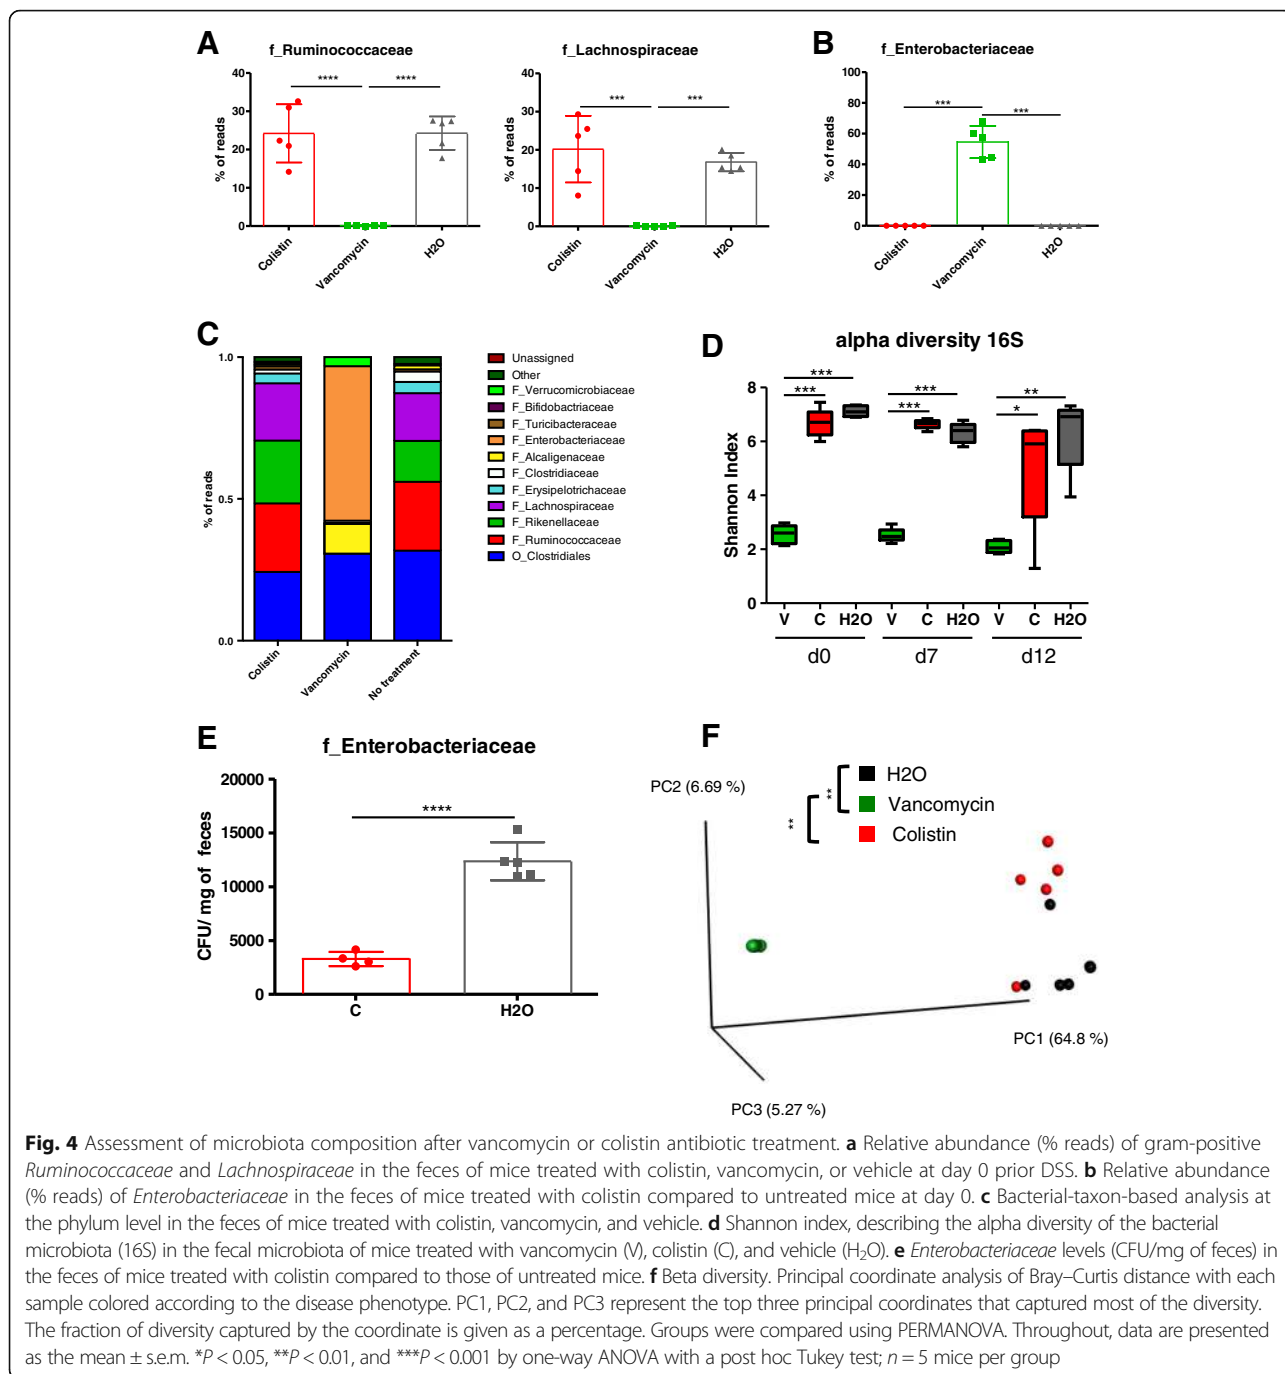 A
f_Ruminococcaceae
% of reads
40
30
20
10
0
****
****
Colistin
Vancomycin
H2O
f_Lachnospiraceae
% of reads
40
30
20
10
0
***
***
Colistin
Vancomycin
H2O
B
f_Enterobacteriaceae
% of reads
100
80
60
40
20
0
***
***
Colistin
Vancomycin
H2O
C
% of reads
1.0
0.5
0.0
Colistin
Vancomycin
No treatment
Unassigned
Other
F_Verrucomicrobiaceae
F_Bifidobactriaceae
F_Turicibacteraceae
F_Enterobacteriaceae
F_Alcaligenaceae
F_Clostridiaceae
F_Erysipelotrichaceae
F_Lachnospiraceae
F_Rikenellaceae
F_Ruminococcaceae
O_Clostridiales
D
alpha diversity 16S
Shannon Index
8
6
4
2
0
***
***
***
***
**
*
V C H2O V C H2O V C H2O
d0 d7 d12
E
f_Enterobacteriaceae
CFU/ mg of feces
20000
15000
10000
5000
0
****
C
H2O
F
PC2 (6.69 %)
**
**
H2O
Vancomycin
Colistin
PC1 (64.8 %)
PC3 (5.27 %)
Fig. 4 Assessment of microbiota composition after vancomycin or colistin antibiotic treatment. a Relative abundance (% reads) of gram-positive
Ruminococcaceae and Lachnospiraceae in the feces of mice treated with colistin, vancomycin, or vehicle at day 0 prior DSS. b Relative abundance
(% reads) of Enterobacteriaceae in the feces of mice treated with colistin compared to untreated mice at day 0. c Bacterial-taxon-based analysis at
the phylum level in the feces of mice treated with colistin, vancomycin, and vehicle. d Shannon index, describing the alpha diversity of the bacterial
microbiota (16S) in the fecal microbiota of mice treated with vancomycin (V), colistin (C), and vehicle (H₂O). e Enterobacteriaceae levels (CFU/mg of feces) in
the feces of mice treated with colistin compared to those of untreated mice. f Beta diversity. Principal coordinate analysis of Bray–Curtis distance with each
sample colored according to the disease phenotype. PC1, PC2, and PC3 represent the top three principal coordinates that captured most of the diversity.
The fraction of diversity captured by the coordinate is given as a percentage. Groups were compared using PERMANOVA. Throughout, data are presented
as the mean ± s.e.m. *P < 0.05, **P < 0.01, and ***P < 0.001 by one-way ANOVA with a post hoc Tukey test; n = 5 mice per group